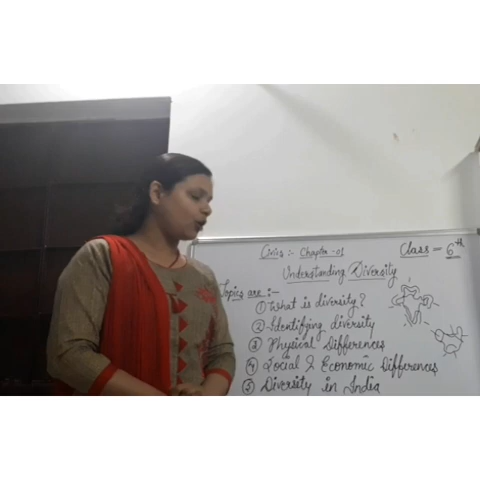 Civics :- Chapter -01
Class = 6th
Understanding Diversity
Topics are :-
① What is diversity?
② Identifying diversity
③ Physical Differences
④ Social & Economic Differences
⑤ Diversity in India